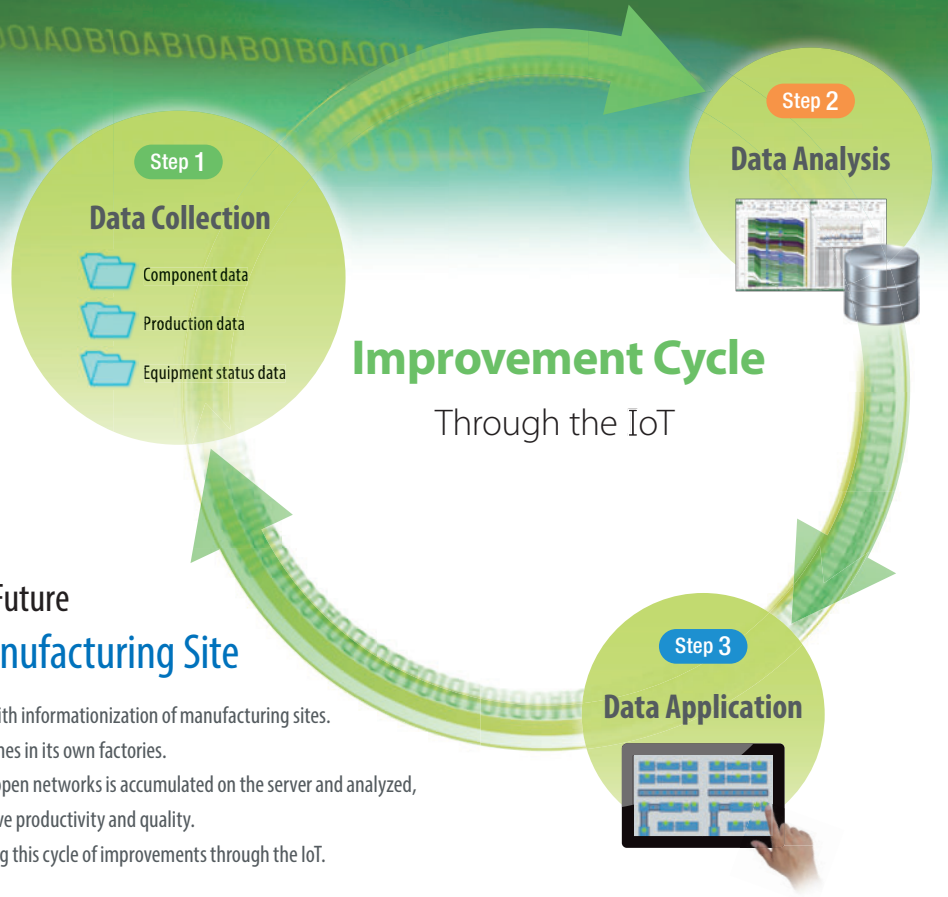 Step 1
Data Collection
Component data
Production data
Equipment status data
Step 2
Data Analysis
Improvement Cycle
Through the IoT
Step 3
Data Application
Future
nufacturing Site
ith informationization of manufacturing sites.
nes in its own factories.
open networks is accumulated on the server and analyzed,
ve productivity and quality.
g this cycle of improvements through the IoT.